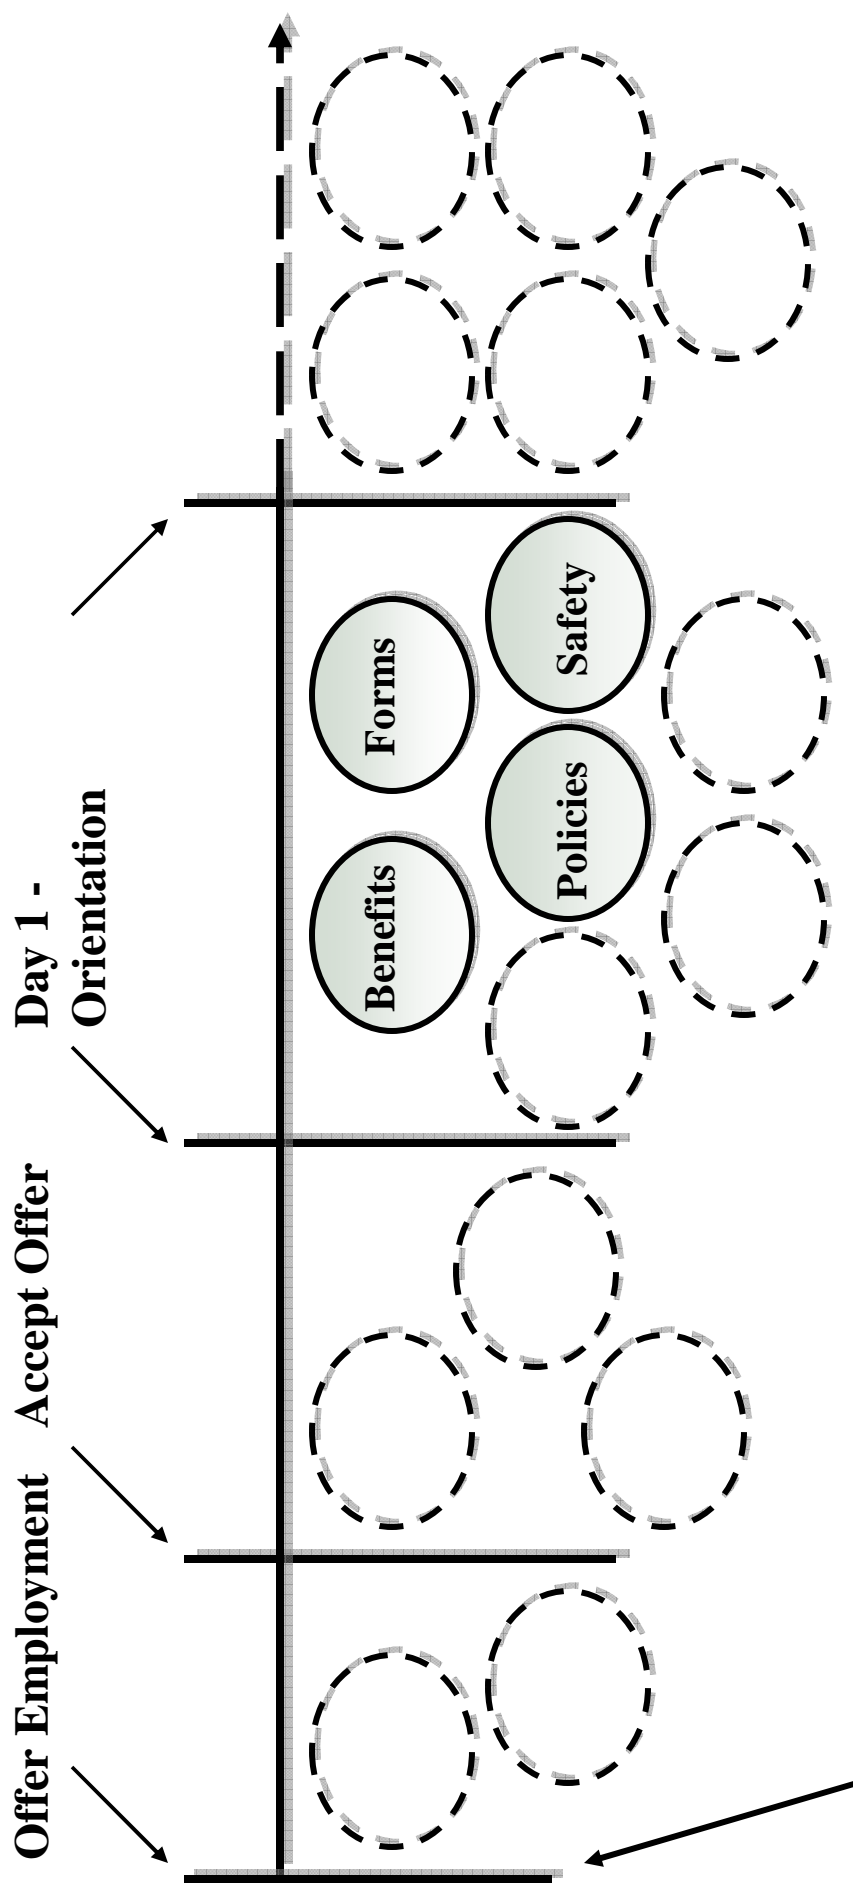 Offer Employment
Accept Offer
Day 1 -
Orientation
Benefits
Forms
Policies
Safety